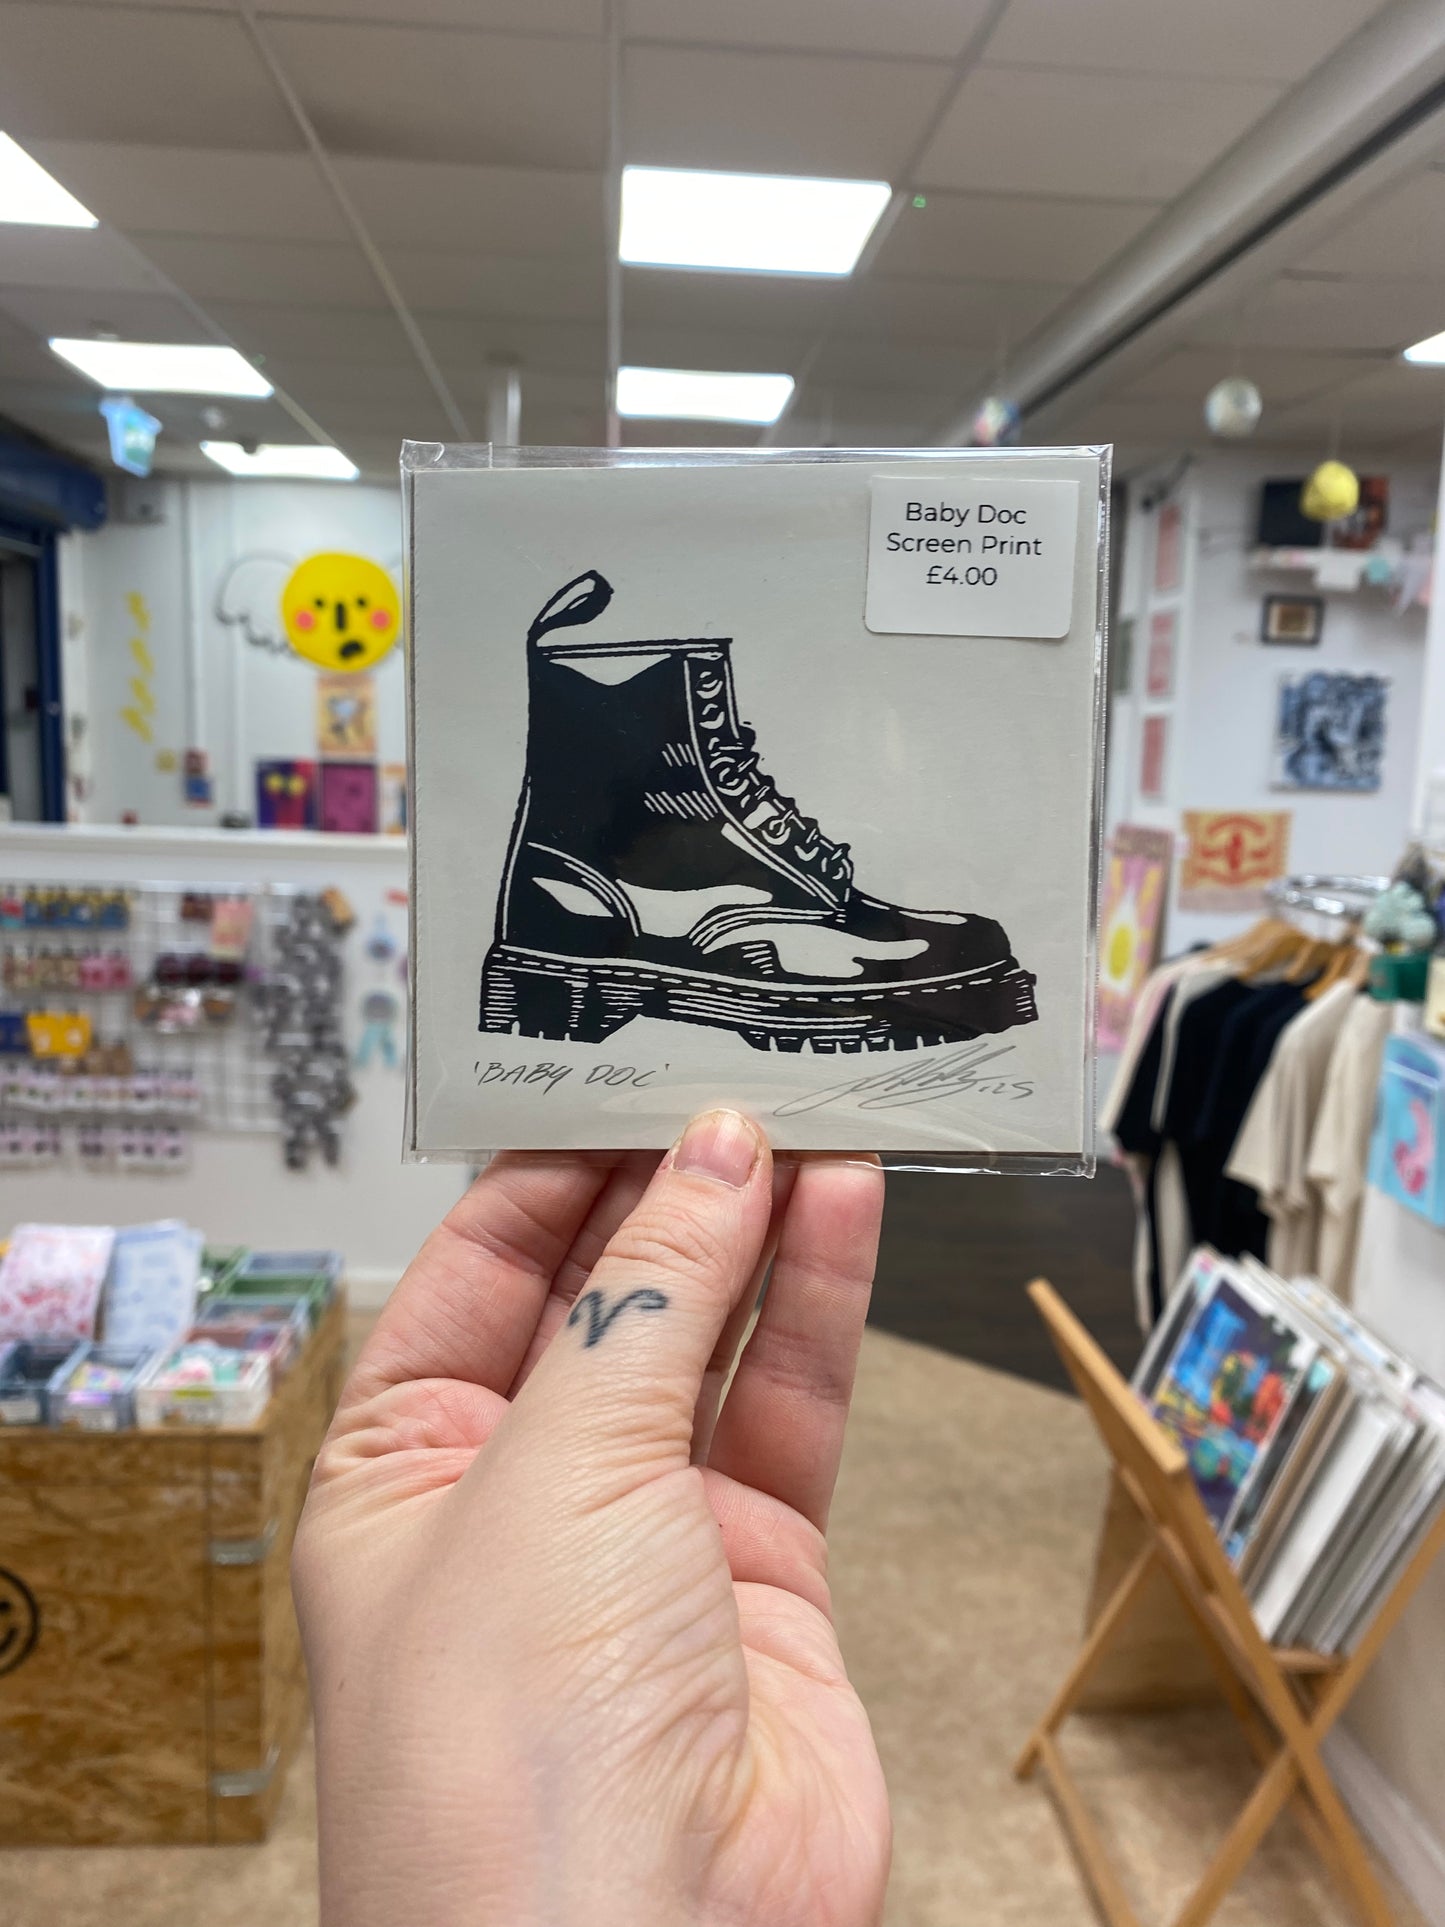 Baby Doc
Screen Print
£4.00
'BABY DOC'